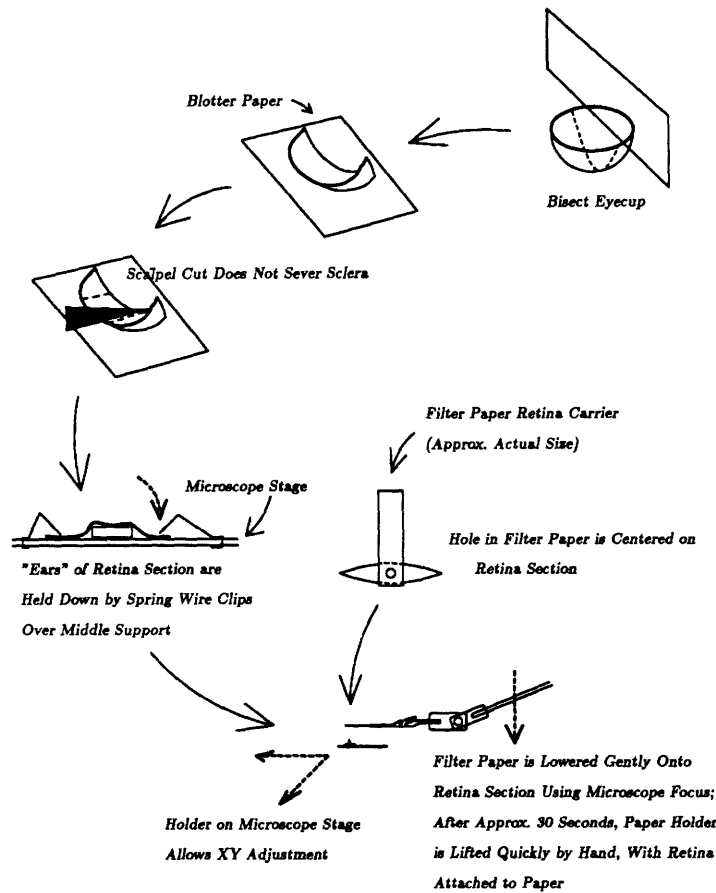 Blotter Paper
Bisect Eyecup
Scalpel Cut Does Not Sever Sclera
Filter Paper Retina Carrier
(Approx. Actual Size)
Microscope Stage
Hole in Filter Paper is Centered on
Retina Section
"Ears" of Retina Section are
Held Down by Spring Wire Clips
Over Middle Support
Filter Paper is Lowered Gently Onto
Retina Section Using Microscope Focus;
After Approx. 30 Seconds, Paper Holder
is Lifted Quickly by Hand, With Retina
Attached to Paper
Holder on Microscope Stage
Allows XY Adjustment